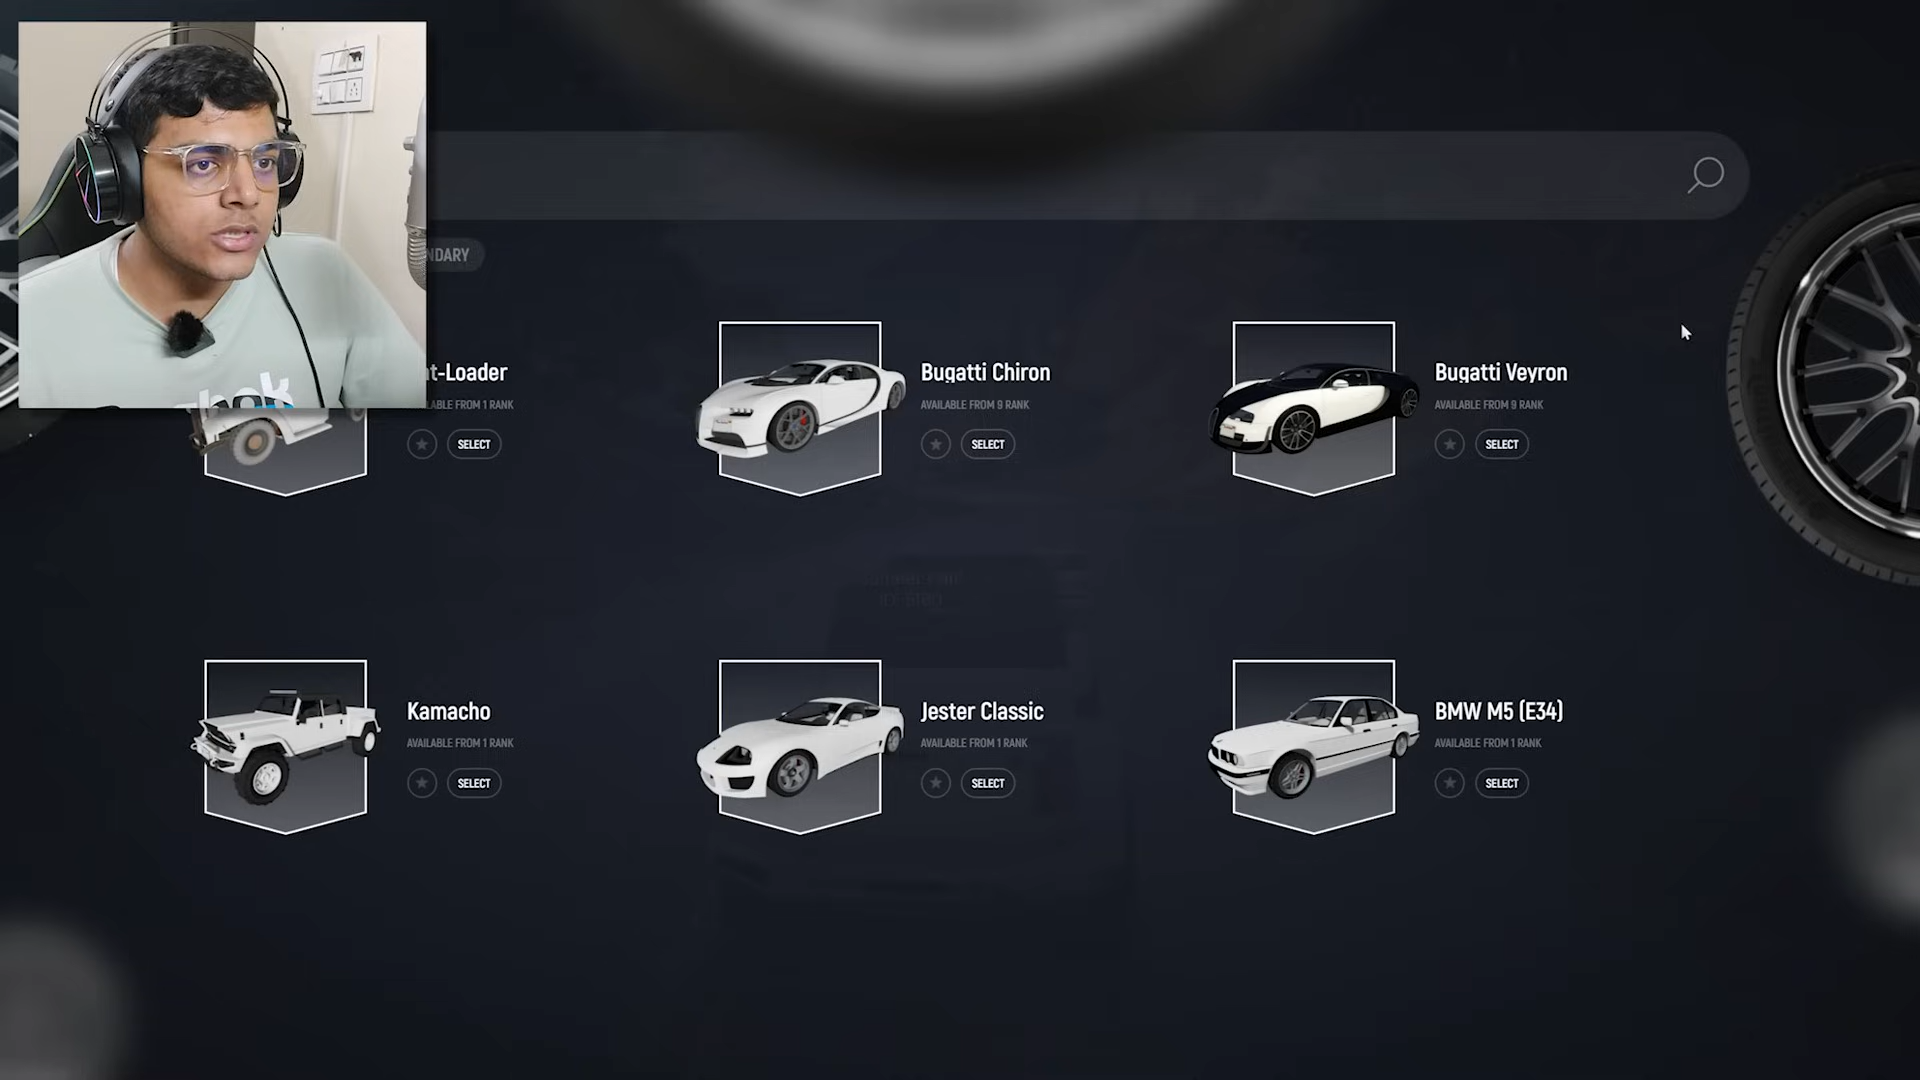 NDARY
t-Loader
LABLE FROM 1 RANK
SELECT
Bugatti Chiron
AVAILABLE FROM 9 RANK
SELECT
Bugatti Veyron
AVAILABLE FROM 9 RANK
SELECT
Kamacho
AVAILABLE FROM 1 RANK
SELECT
Jester Classic
AVAILABLE FROM 1 RANK
SELECT
BMW M5 (E34)
AVAILABLE FROM 1 RANK
SELECT